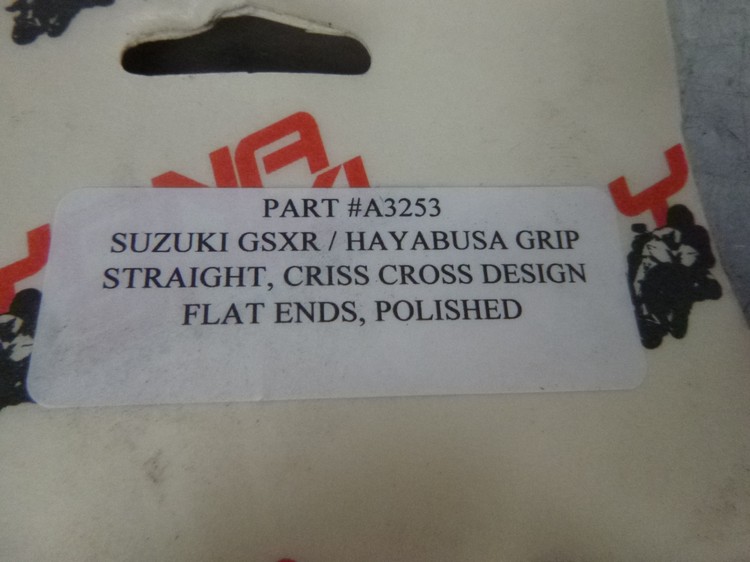 PART #A3253
SUZUKI GSXR / HAYABUSA GRIP
STRAIGHT, CRISS CROSS DESIGN
FLAT ENDS, POLISHED